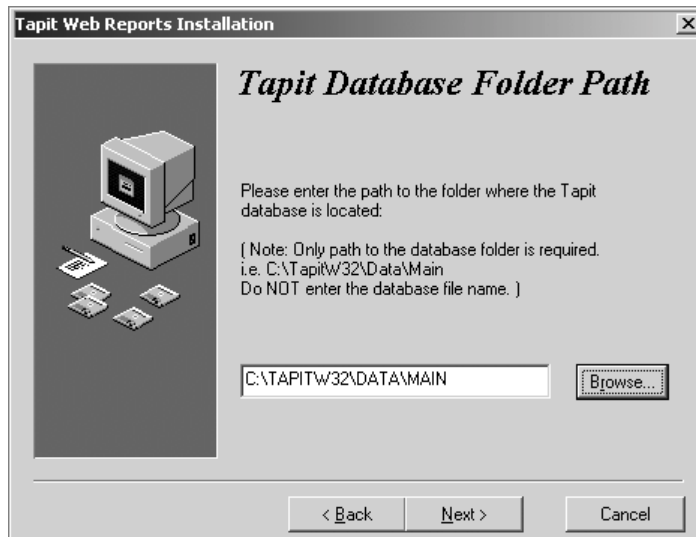 Tapit Web Reports Installation
Tapit Database Folder Path
Please enter the path to the folder where the Tapit
database is located:
( Note: Only path to the database folder is required.
i.e. C:\TapitW32\Data\Main
Do NOT enter the database file name. )
C:\TAPITW32\DATA\MAIN
Browse...
< Back
Next >
Cancel